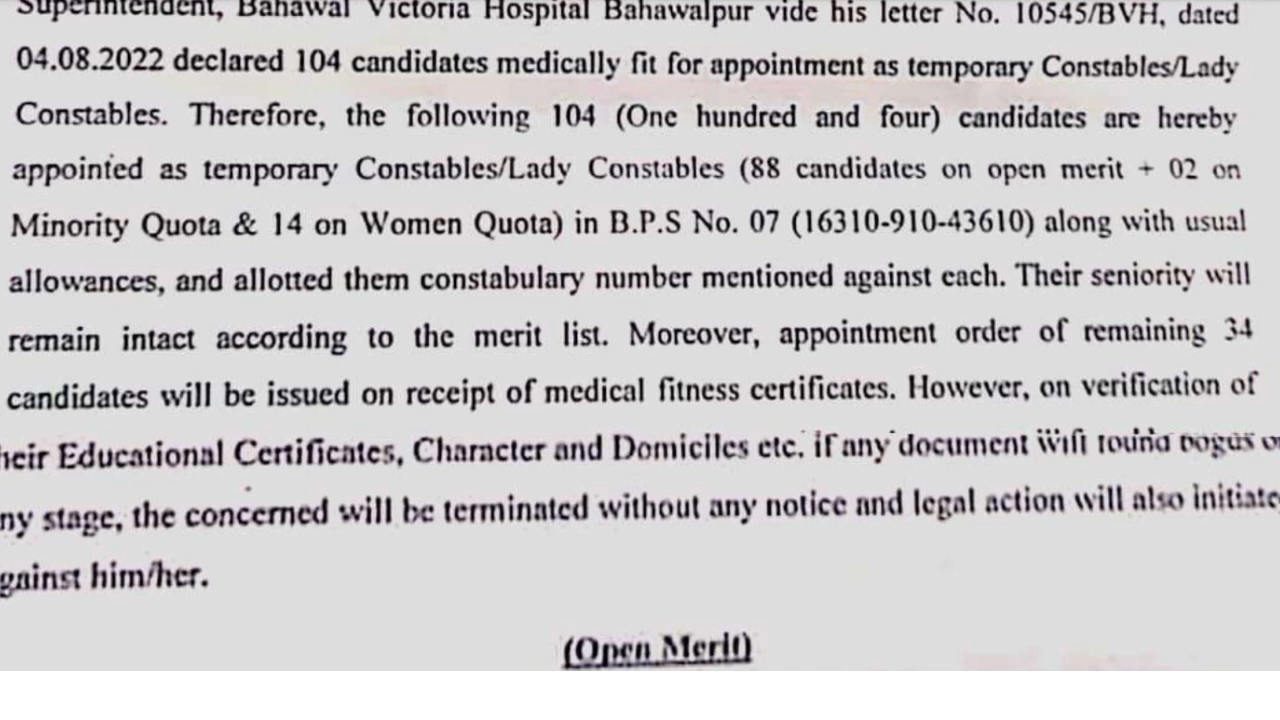 Superintendent, Bahawal Victoria Hospital Bahawalpur vide his letter No. 10545/BVH, dated
04.08.2022 declared 104 candidates medically fit for appointment as temporary Constables/Lady
Constables. Therefore, the following 104 (One hundred and four) candidates are hereby
appointed as temporary Constables/Lady Constables (88 candidates on open merit + 02 on
Minority Quota & 14 on Women Quota) in B.P.S No. 07 (16310-910-43610) along with usual
allowances, and allotted them constabulary number mentioned against each. Their seniority will
remain intact according to the merit list. Moreover, appointment order of remaining 34
candidates will be issued on receipt of medical fitness certificates. However, on verification of
heir Educational Certificates, Character and Domiciles etc. if any document found bogus
ny stage, the concerned will be terminated without any notice and legal action will also initiate
gainst him/her.
(Open Merit)